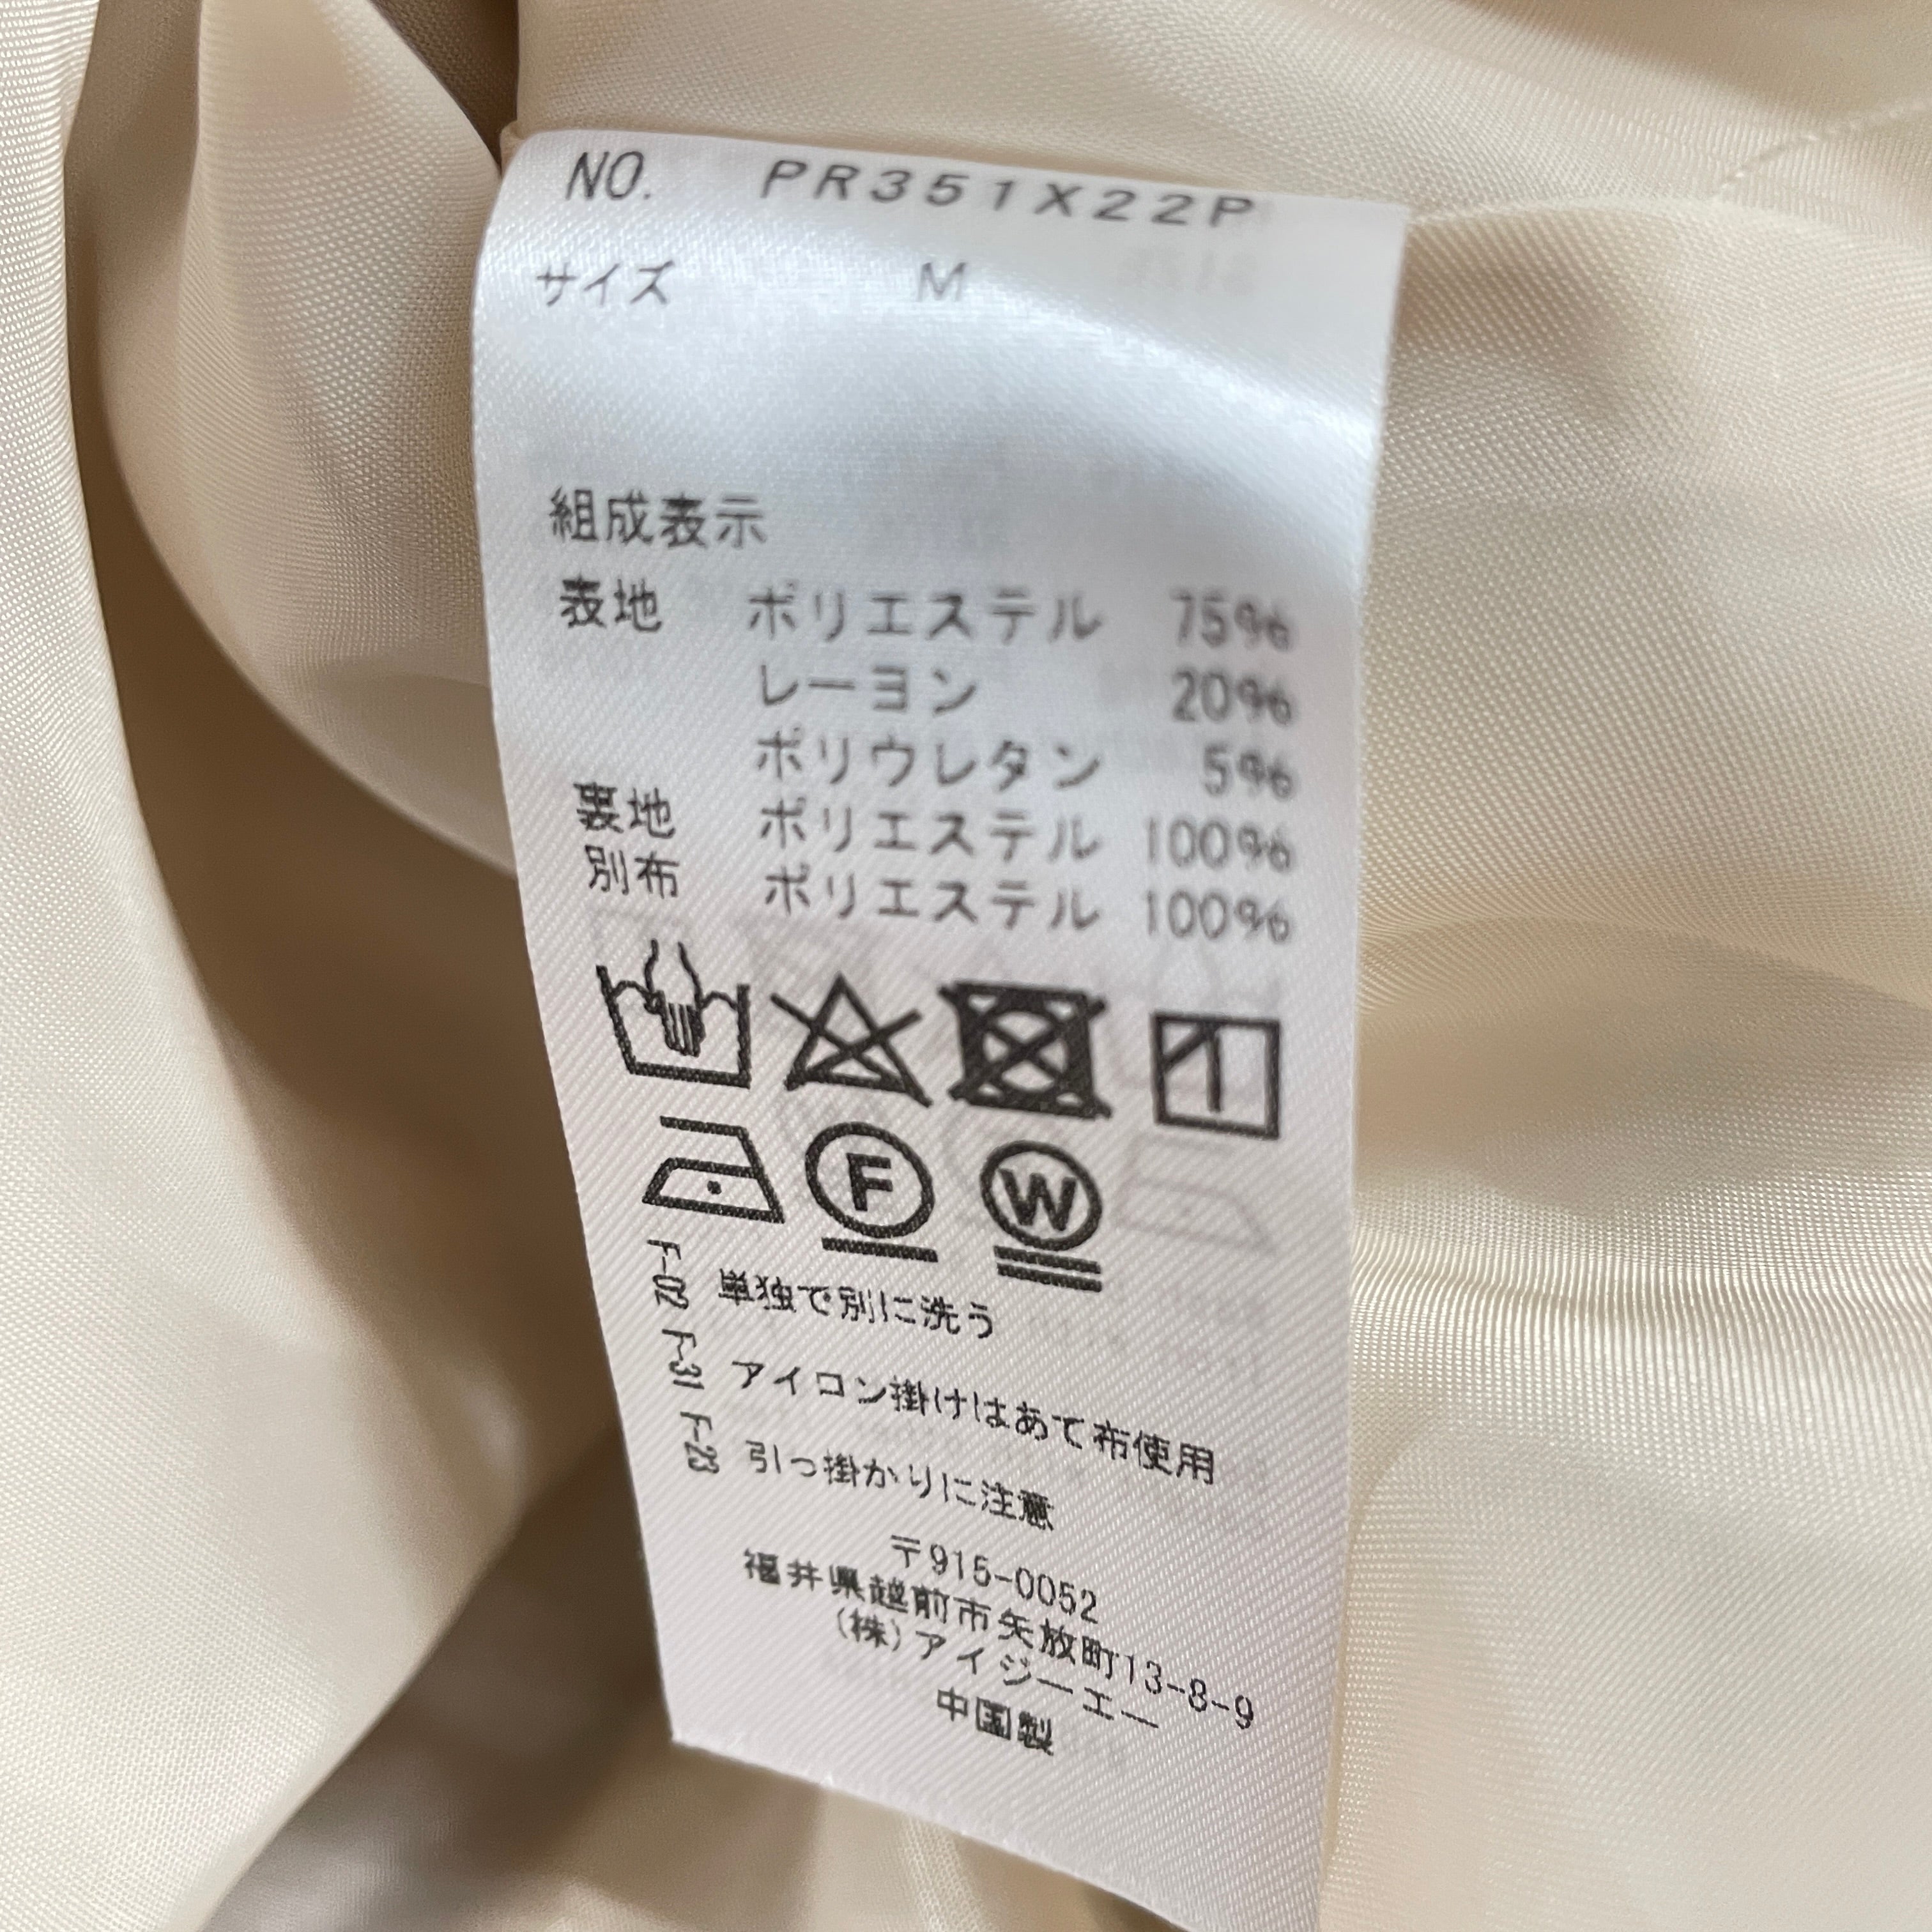 NO. PR351X22P
サイズ M
組成表示
表地 ポリエステル 75%
レーヨン 20%
ポリウレタン 5%
裏地 ポリエステル 100%
別布 ポリエステル 100%
F W
F-02 単独で別に洗う
F-31 アイロン掛けはあて布使用
F-23 引っ掛かりに注意
〒915-0052
福井県越前市矢放町13-8-9
(株)アイジーエー
中国製